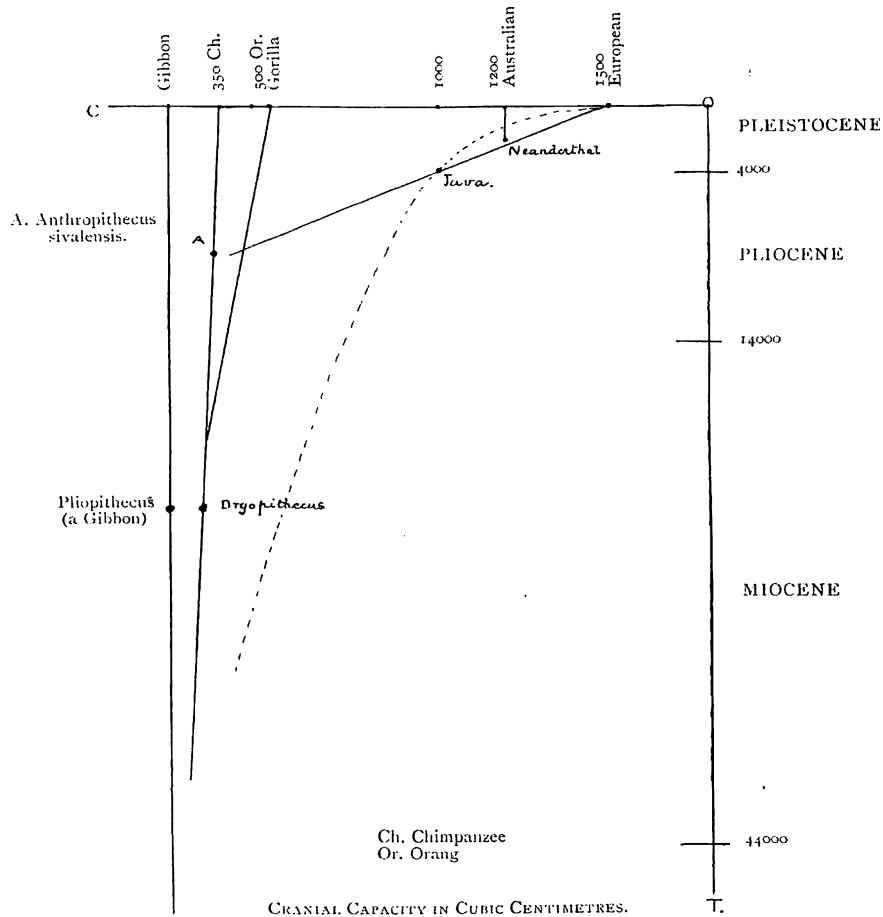 Gibbon
350 Ch.
500 Or.
Gorilla
1000
1200
Australian
1500
European
C
O
PLEISTOCENE
Neanderthal
4000
Java.
A. Anthropithecus
sivalensis.
A
PLIOCENE
14000
Pliopithecus
(a Gibbon)
Dryopithecus
MIOCENE
Ch. Chimpanzee
Or. Orang
44000
T.
CRANIAL CAPACITY IN CUBIC CENTIMETRES.